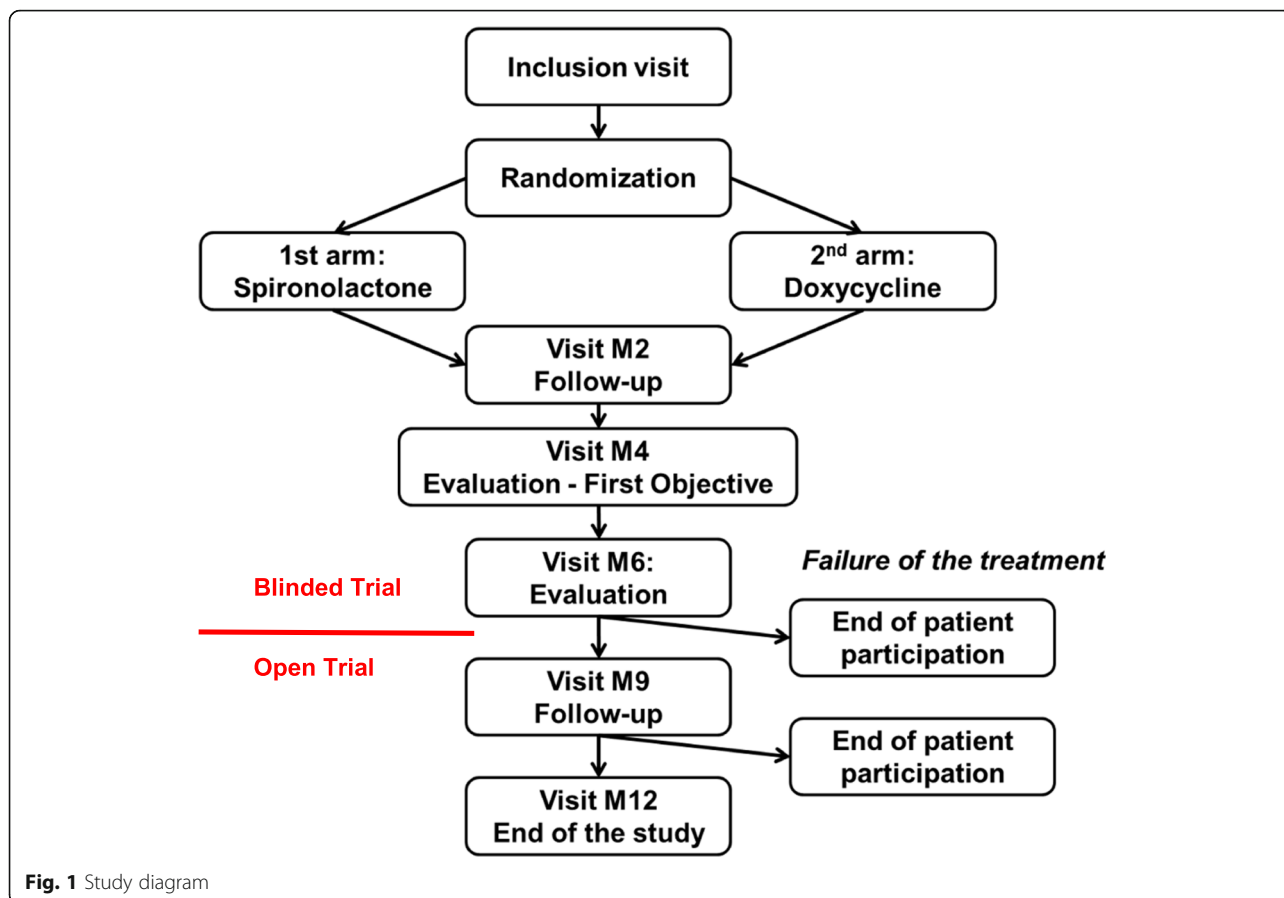 Inclusion visit
Randomization
1st arm:
Spironolactone
2nd arm:
Doxycycline
Visit M2
Follow-up
Visit M4
Evaluation - First Objective
Visit M6:
Evaluation
Failure of the treatment
Blinded Trial
End of patient
participation
Open Trial
Visit M9
Follow-up
End of patient
participation
Visit M12
End of the study
Fig. 1 Study diagram